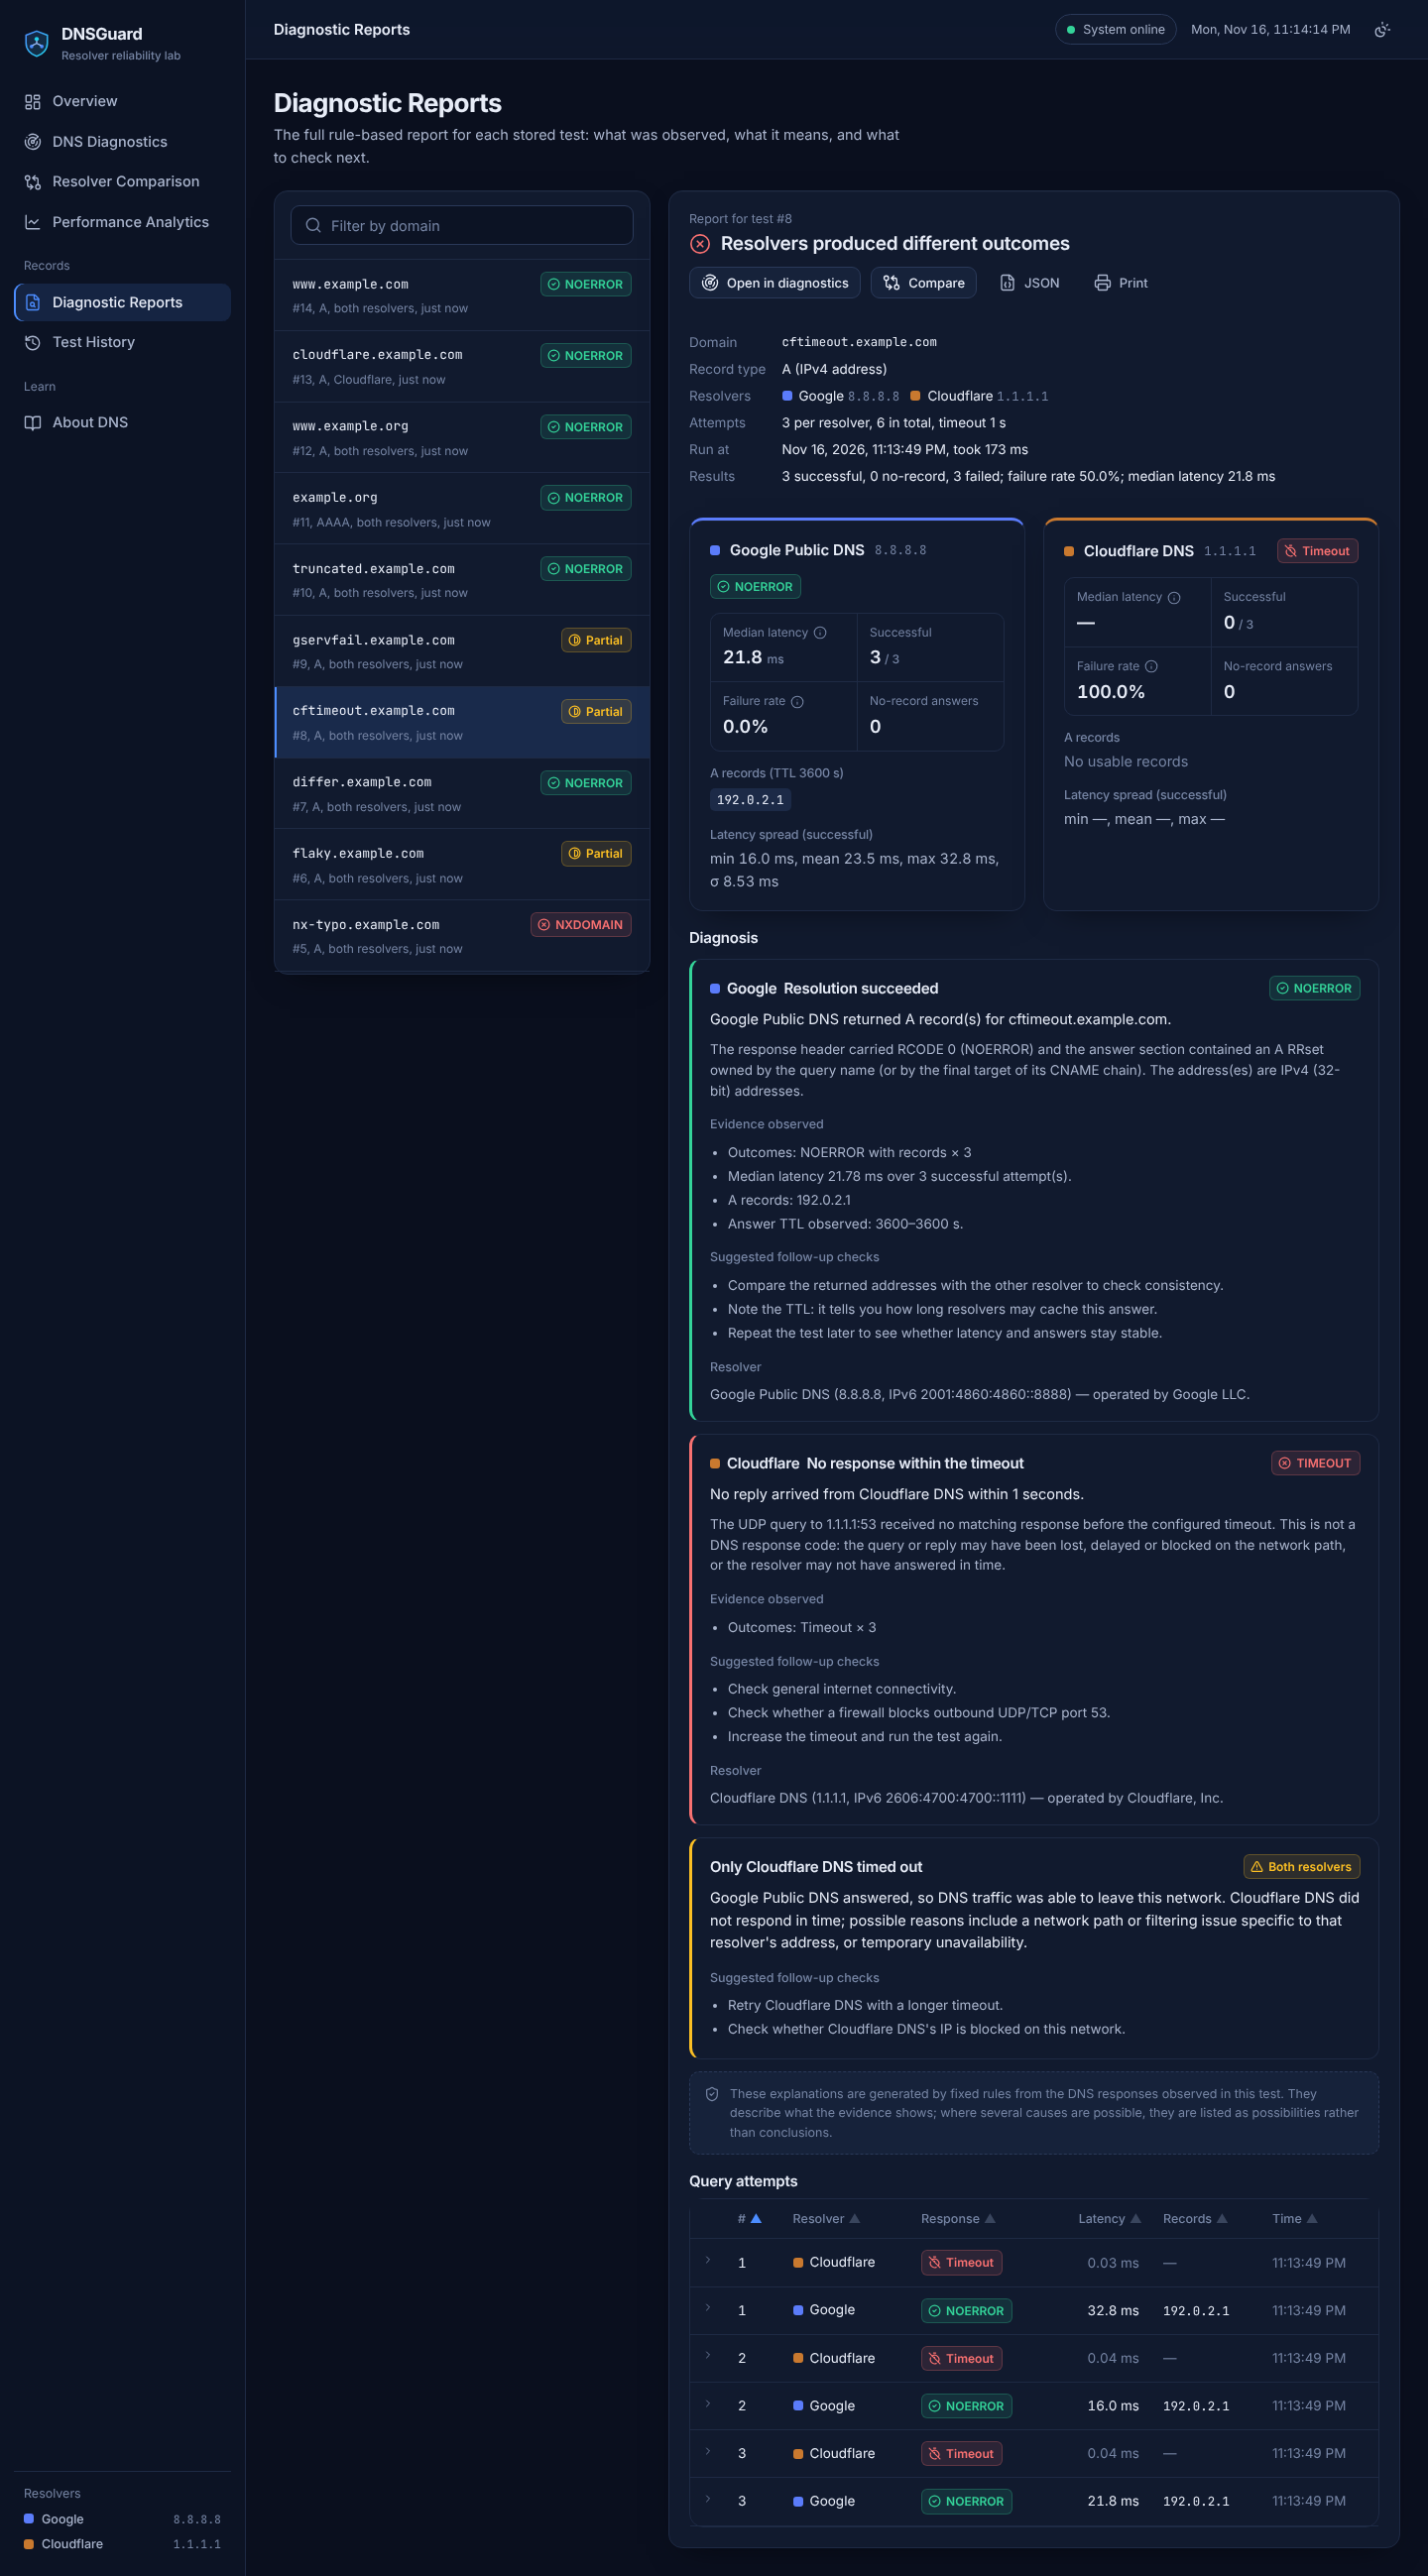 DNSGuard
Resolver reliability lab
Overview
DNS Diagnostics
Resolver Comparison
Performance Analytics
Records
Diagnostic Reports
Test History
Learn
About DNS
Resolvers
Google 8.8.8.8
Cloudflare 1.1.1.1
Diagnostic Reports
System online
Mon, Nov 16, 11:14:14 PM
Diagnostic Reports
The full rule-based report for each stored test: what was observed, what it means, and what
to check next.
Filter by domain
www.example.com NOERROR
#14, A, both resolvers, just now
cloudflare.example.com NOERROR
#13, A, Cloudflare, just now
www.example.org NOERROR
#12, A, both resolvers, just now
example.org NOERROR
#11, AAAA, both resolvers, just now
truncated.example.com NOERROR
#10, A, both resolvers, just now
gservfail.example.com Partial
#9, A, both resolvers, just now
cftimeout.example.com Partial
#8, A, both resolvers, just now
differ.example.com NOERROR
#7, A, both resolvers, just now
flaky.example.com Partial
#6, A, both resolvers, just now
nx-typo.example.com NXDOMAIN
#5, A, both resolvers, just now
Report for test #8
Resolvers produced different outcomes
Open in diagnostics Compare JSON Print
Domain cftimeout.example.com
Record type A (IPv4 address)
Resolvers Google 8.8.8.8 Cloudflare 1.1.1.1
Attempts 3 per resolver, 6 in total, timeout 1 s
Run at Nov 16, 2026, 11:13:49 PM, took 173 ms
Results 3 successful, 0 no-record, 3 failed; failure rate 50.0%; median latency 21.8 ms
Google Public DNS 8.8.8.8
NOERROR
Median latency Successful
21.8 ms 3 / 3
Failure rate No-record answers
0.0% 0
A records (TTL 3600 s)
192.0.2.1
Latency spread (successful)
min 16.0 ms, mean 23.5 ms, max 32.8 ms,
σ 8.53 ms
Cloudflare DNS 1.1.1.1 Timeout
Median latency Successful
— 0 / 3
Failure rate No-record answers
100.0% 0
A records
No usable records
Latency spread (successful)
min —, mean —, max —
Diagnosis
Google Resolution succeeded NOERROR
Google Public DNS returned A record(s) for cftimeout.example.com.
The response header carried RCODE 0 (NOERROR) and the answer section contained an A RRset
owned by the query name (or by the final target of its CNAME chain). The address(es) are IPv4 (32-
bit) addresses.
Evidence observed
• Outcomes: NOERROR with records × 3
• Median latency 21.78 ms over 3 successful attempt(s).
• A records: 192.0.2.1
• Answer TTL observed: 3600–3600 s.
Suggested follow-up checks
• Compare the returned addresses with the other resolver to check consistency.
• Note the TTL: it tells you how long resolvers may cache this answer.
• Repeat the test later to see whether latency and answers stay stable.
Resolver
Google Public DNS (8.8.8.8, IPv6 2001:4860:4860::8888) — operated by Google LLC.
Cloudflare No response within the timeout TIMEOUT
No reply arrived from Cloudflare DNS within 1 seconds.
The UDP query to 1.1.1.1:53 received no matching response before the configured timeout. This is not a
DNS response code: the query or reply may have been lost, delayed or blocked on the network path,
or the resolver may not have answered in time.
Evidence observed
• Outcomes: Timeout × 3
Suggested follow-up checks
• Check general internet connectivity.
• Check whether a firewall blocks outbound UDP/TCP port 53.
• Increase the timeout and run the test again.
Resolver
Cloudflare DNS (1.1.1.1, IPv6 2606:4700:4700::1111) — operated by Cloudflare, Inc.
Only Cloudflare DNS timed out Both resolvers
Google Public DNS answered, so DNS traffic was able to leave this network. Cloudflare DNS did
not respond in time; possible reasons include a network path or filtering issue specific to that
resolver's address, or temporary unavailability.
Suggested follow-up checks
• Retry Cloudflare DNS with a longer timeout.
• Check whether Cloudflare DNS's IP is blocked on this network.
These explanations are generated by fixed rules from the DNS responses observed in this test. They
describe what the evidence shows; where several causes are possible, they are listed as possibilities rather
than conclusions.
Query attempts
# Resolver Response Latency Records Time
1 Cloudflare Timeout 0.03 ms — 11:13:49 PM
1 Google NOERROR 32.8 ms 192.0.2.1 11:13:49 PM
2 Cloudflare Timeout 0.04 ms — 11:13:49 PM
2 Google NOERROR 16.0 ms 192.0.2.1 11:13:49 PM
3 Cloudflare Timeout 0.04 ms — 11:13:49 PM
3 Google NOERROR 21.8 ms 192.0.2.1 11:13:49 PM